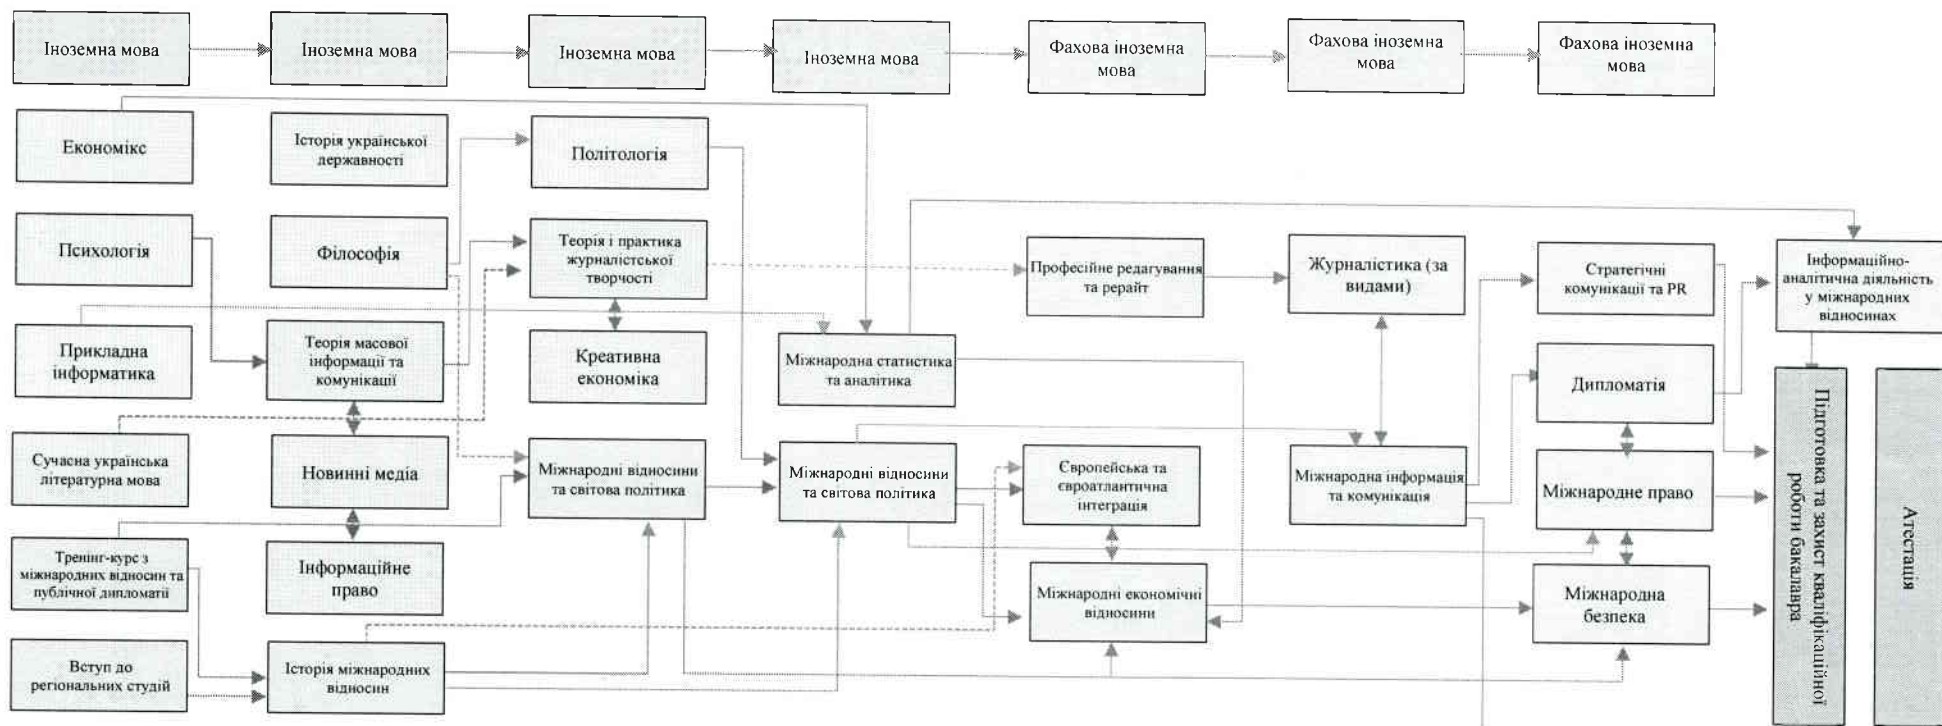 Іноземна мова
Іноземна мова
Іноземна мова
Іноземна мова
Фахова іноземна
мова
Фахова іноземна
мова
Фахова іноземна
мова
Економікс
Історія української
державності
Політологія
Психологія
Філософія
Теорія і практика
журналістської
творчості
Професійне редагування
та рерайт
Журналістика (за
видами)
Стратегічні
комунікації та PR
Інформаційно-
аналітична діяльність
у міжнародних
відносинах
Прикладна
інформатика
Теорія масової
інформації та
комунікації
Креативна
економіка
Міжнародна статистика
та аналітика
Дипломатія
Сучасна українська
літературна мова
Новинні медіа
Міжнародні відносини
та світова політика
Міжнародні відносини
та світова політика
Європейська та
євроатлантична
інтеграція
Міжнародна інформація
та комунікація
Міжнародне право
Підготовка та захист кваліфікаційної
роботи бакалавра
Атестація
Тренінг-курс з
міжнародних відносин та
публічної дипломатії
Інформаційне
право
Міжнародні економічні
відносини
Міжнародна
безпека
Вступ до
регіональних студій
Історія міжнародних
відносин